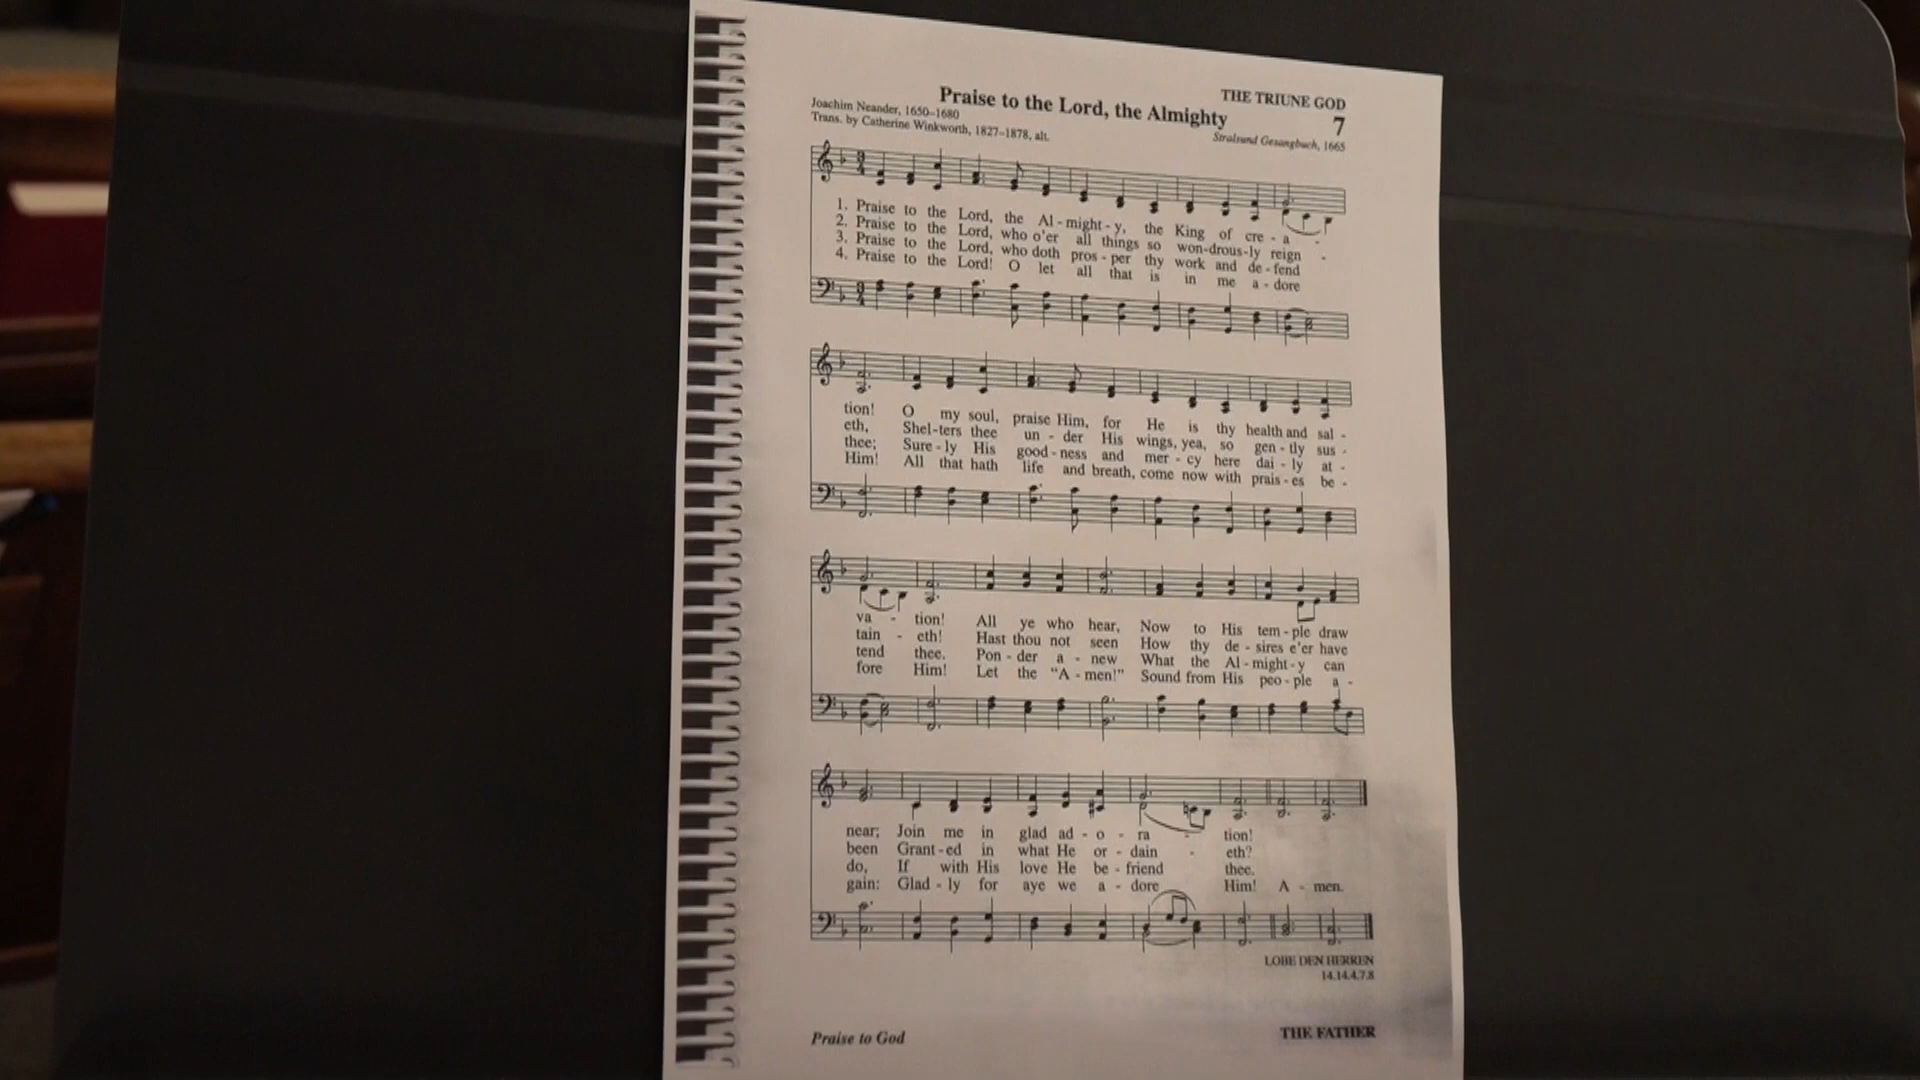 THE TRIUNE GOD
Praise to the Lord, the Almighty
7
Joachim Neander, 1650–1680
Trans. by Catherine Winkworth, 1827–1878, alt.
Stralsund Gesangbuch, 1665
1. Praise to the Lord, the Al - might - y, the King of cre - a -
2. Praise to the Lord, who o'er all things so won-drous-ly reign -
3. Praise to the Lord, who doth pros - per thy work and de - fend
4. Praise to the Lord! O let all that is in me a - dore
tion! O my soul, praise Him, for He is thy health and sal -
eth, Shel-ters thee un - der His wings, yea, so gen - tly sus -
thee; Sure - ly His good - ness and mer - cy here dai - ly at -
Him! All that hath life and breath, come now with prais - es be -
va - tion! All ye who hear, Now to His tem - ple draw
tain - eth! Hast thou not seen How thy de - sires e'er have
tend thee. Pon - der a - new What the Al - might - y can
fore Him! Let the "A - men!" Sound from His peo - ple a -
near; Join me in glad ad - o - ra - tion!
been Grant - ed in what He or - dain - eth?
do, If with His love He be - friend thee.
gain: Glad - ly for aye we a - dore Him! A - men.
LOBE DEN HERREN
14.14.4.7.8
Praise to God
THE FATHER